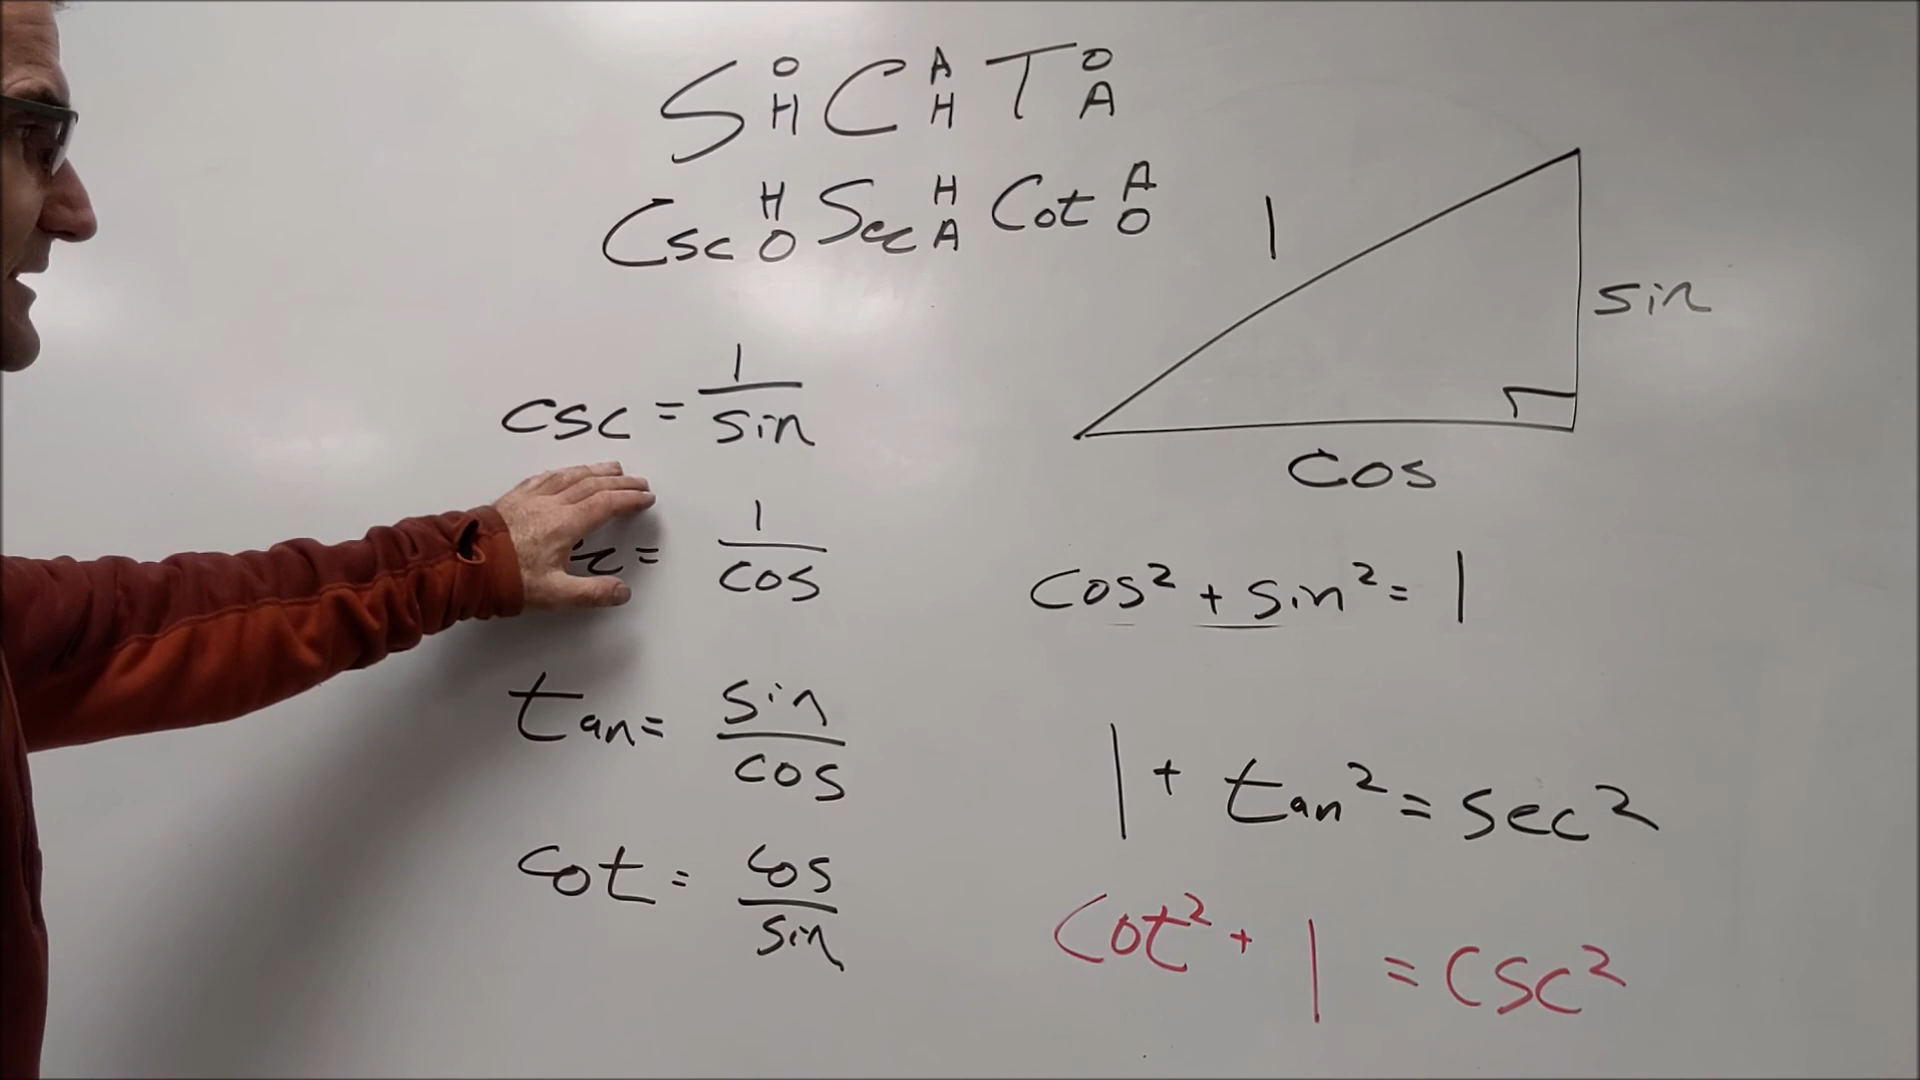 S O/H C A/H T O/A
Csc H/O Sec H/A Cot A/O
1
sin
cos
csc = 1/sin
= 1/cos
tan = sin/cos
cot = cos/sin
cos² + sin² = 1
1 + tan² = sec²
cot² + 1 = csc²